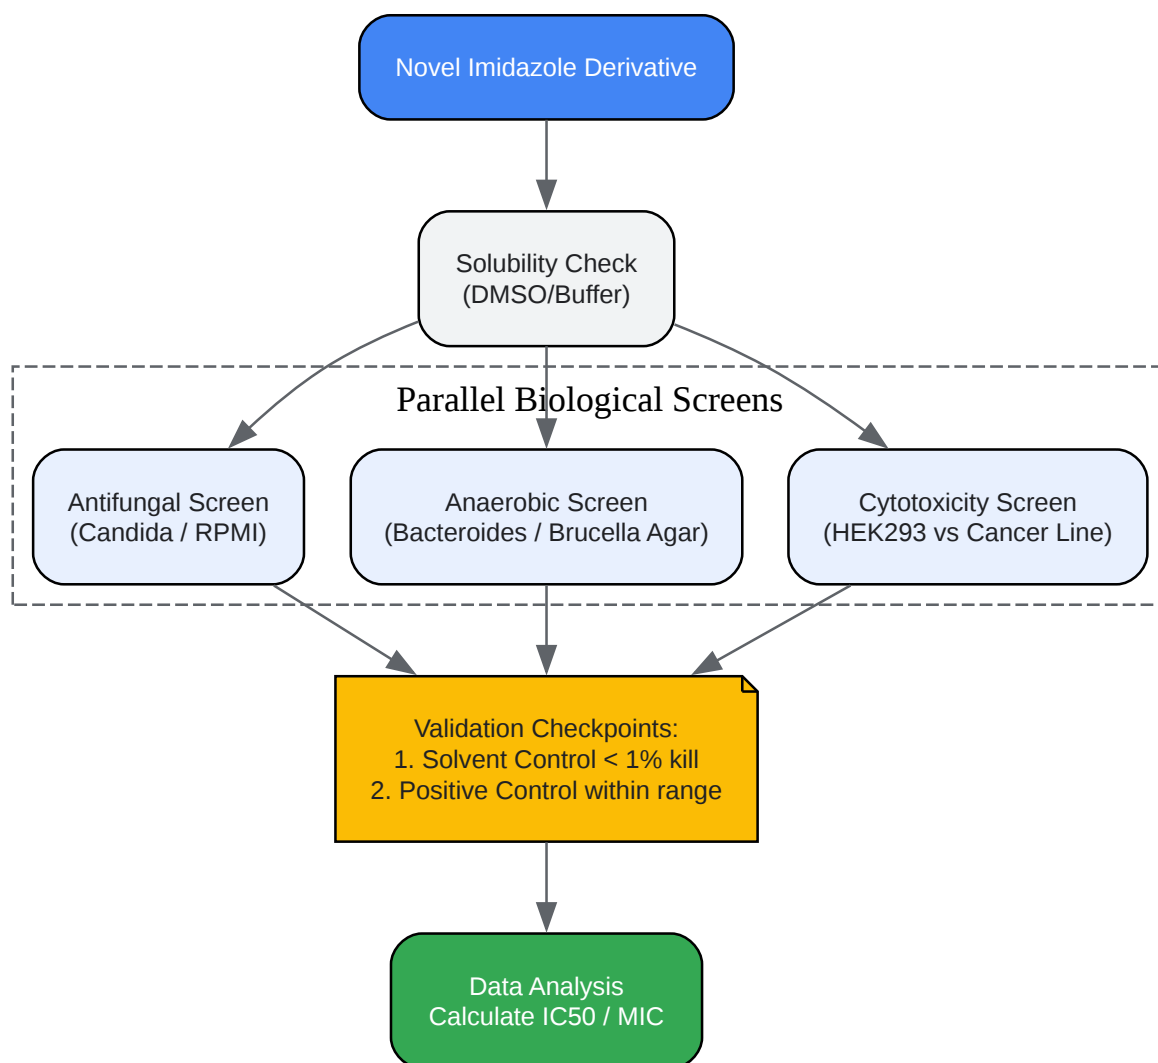 Novel Imidazole Derivative
Solubility Check
(DMSO/Buffer)
Parallel Biological Screens
Antifungal Screen
(Candida / RPMI)
Anaerobic Screen
(Bacteroides / Brucella Agar)
Cytotoxicity Screen
(HEK293 vs Cancer Line)
Validation Checkpoints:
1. Solvent Control < 1% kill
2. Positive Control within range
Data Analysis
Calculate IC50 / MIC